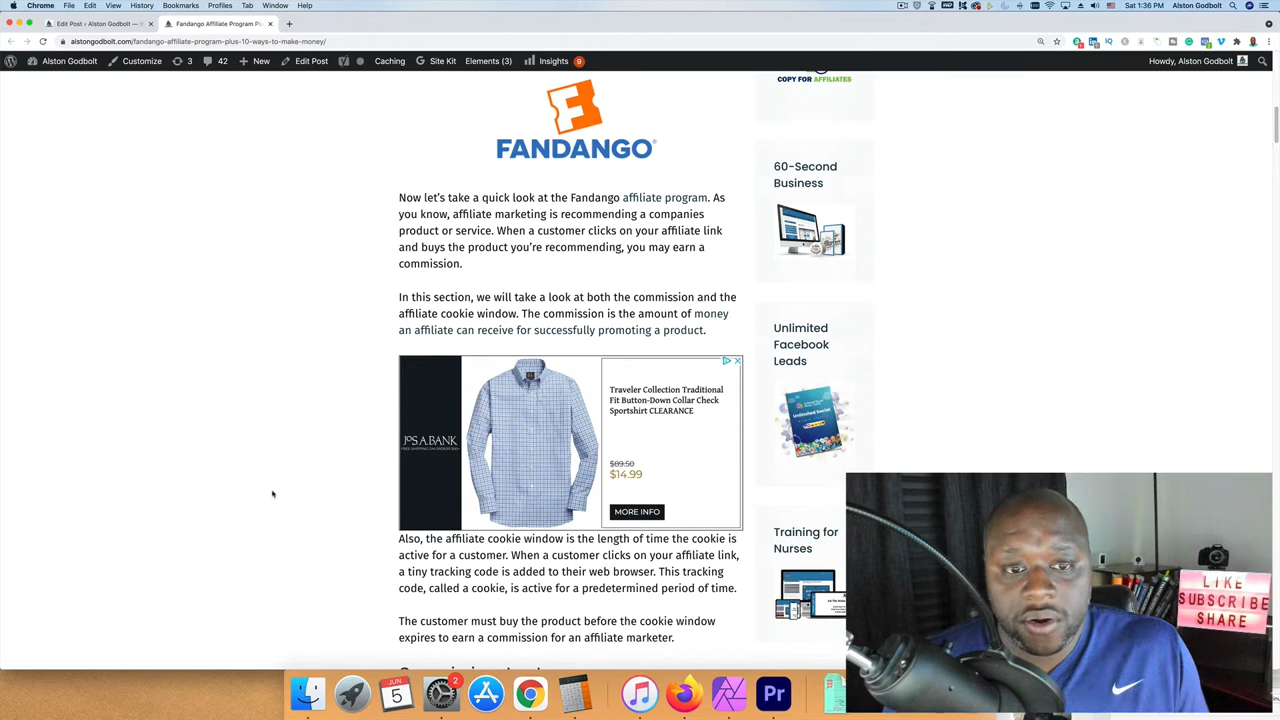 Chrome File Edit View History Bookmarks Profiles Tab Window Help
Sat 1:36 PM Alston Godbolt
Edit Post ‹ Alston Godbolt —
Fandango Affiliate Program Pl
alstongodbolt.com/fandango-affiliate-program-plus-10-ways-to-make-money/
Alston Godbolt Customize 3 42 New Edit Post Caching Site Kit Elements (3) Insights 9 Howdy, Alston Godbolt
COPY FOR AFFILIATES
FANDANGO
60-Second
Business
Now let's take a quick look at the Fandango affiliate program. As
you know, affiliate marketing is recommending a companies
product or service. When a customer clicks on your affiliate link
and buys the product you're recommending, you may earn a
commission.
In this section, we will take a look at both the commission and the
affiliate cookie window. The commission is the amount of money
an affiliate can receive for successfully promoting a product.
Unlimited
Facebook
Leads
JOS. A. BANK
FREE SHIPPING ON ORDERS $50+
Traveler Collection Traditional
Fit Button-Down Collar Check
Sportshirt CLEARANCE
$89.50
$14.99
MORE INFO
Also, the affiliate cookie window is the length of time the cookie is
active for a customer. When a customer clicks on your affiliate link,
a tiny tracking code is added to their web browser. This tracking
code, called a cookie, is active for a predetermined period of time.
Training for
Nurses
The customer must buy the product before the cookie window
expires to earn a commission for an affiliate marketer.
LIKE
SUBSCRIBE
SHARE
JUN
5
2
Pr